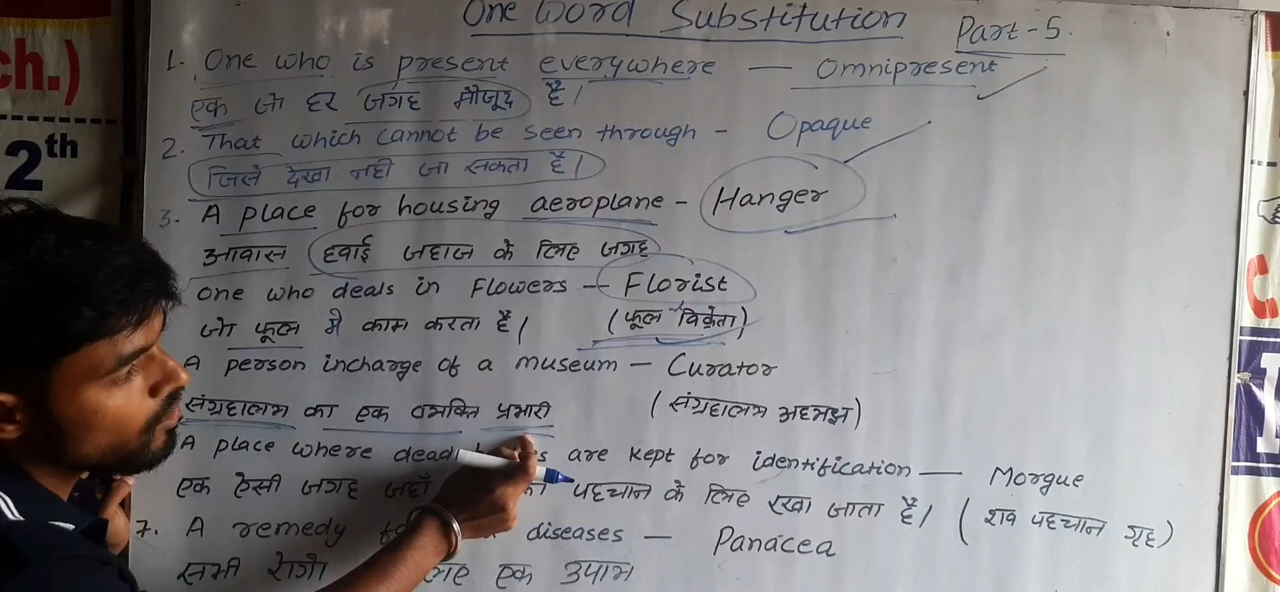 One Word Substitution
Part-5.
ch.)
2th
1. One who is present everywhere — Omnipresent
एक जो हर जगह मौजूद है।
2. That which cannot be seen through - Opaque
जिसे देखा नही जा सकता है।
3. A place for housing aeroplane - Hanger
आवास हवाई जहाज के लिए जगह
One who deals in Flowers — Florist
जो फूल मे काम करता है। (फूल विक्रेता)
A person incharge of a museum — Curator
संग्रहालय का एक व्यक्ति प्रभारी (संग्रहालय अध्यक्ष)
A place where dead are kept for identification — Morgue
एक ऐसी जगह जहाँ पहचान के लिए रखा जाता है। (शव पहचान गृह)
7. A remedy diseases — Panacea
सभी रोगो एक उपाय